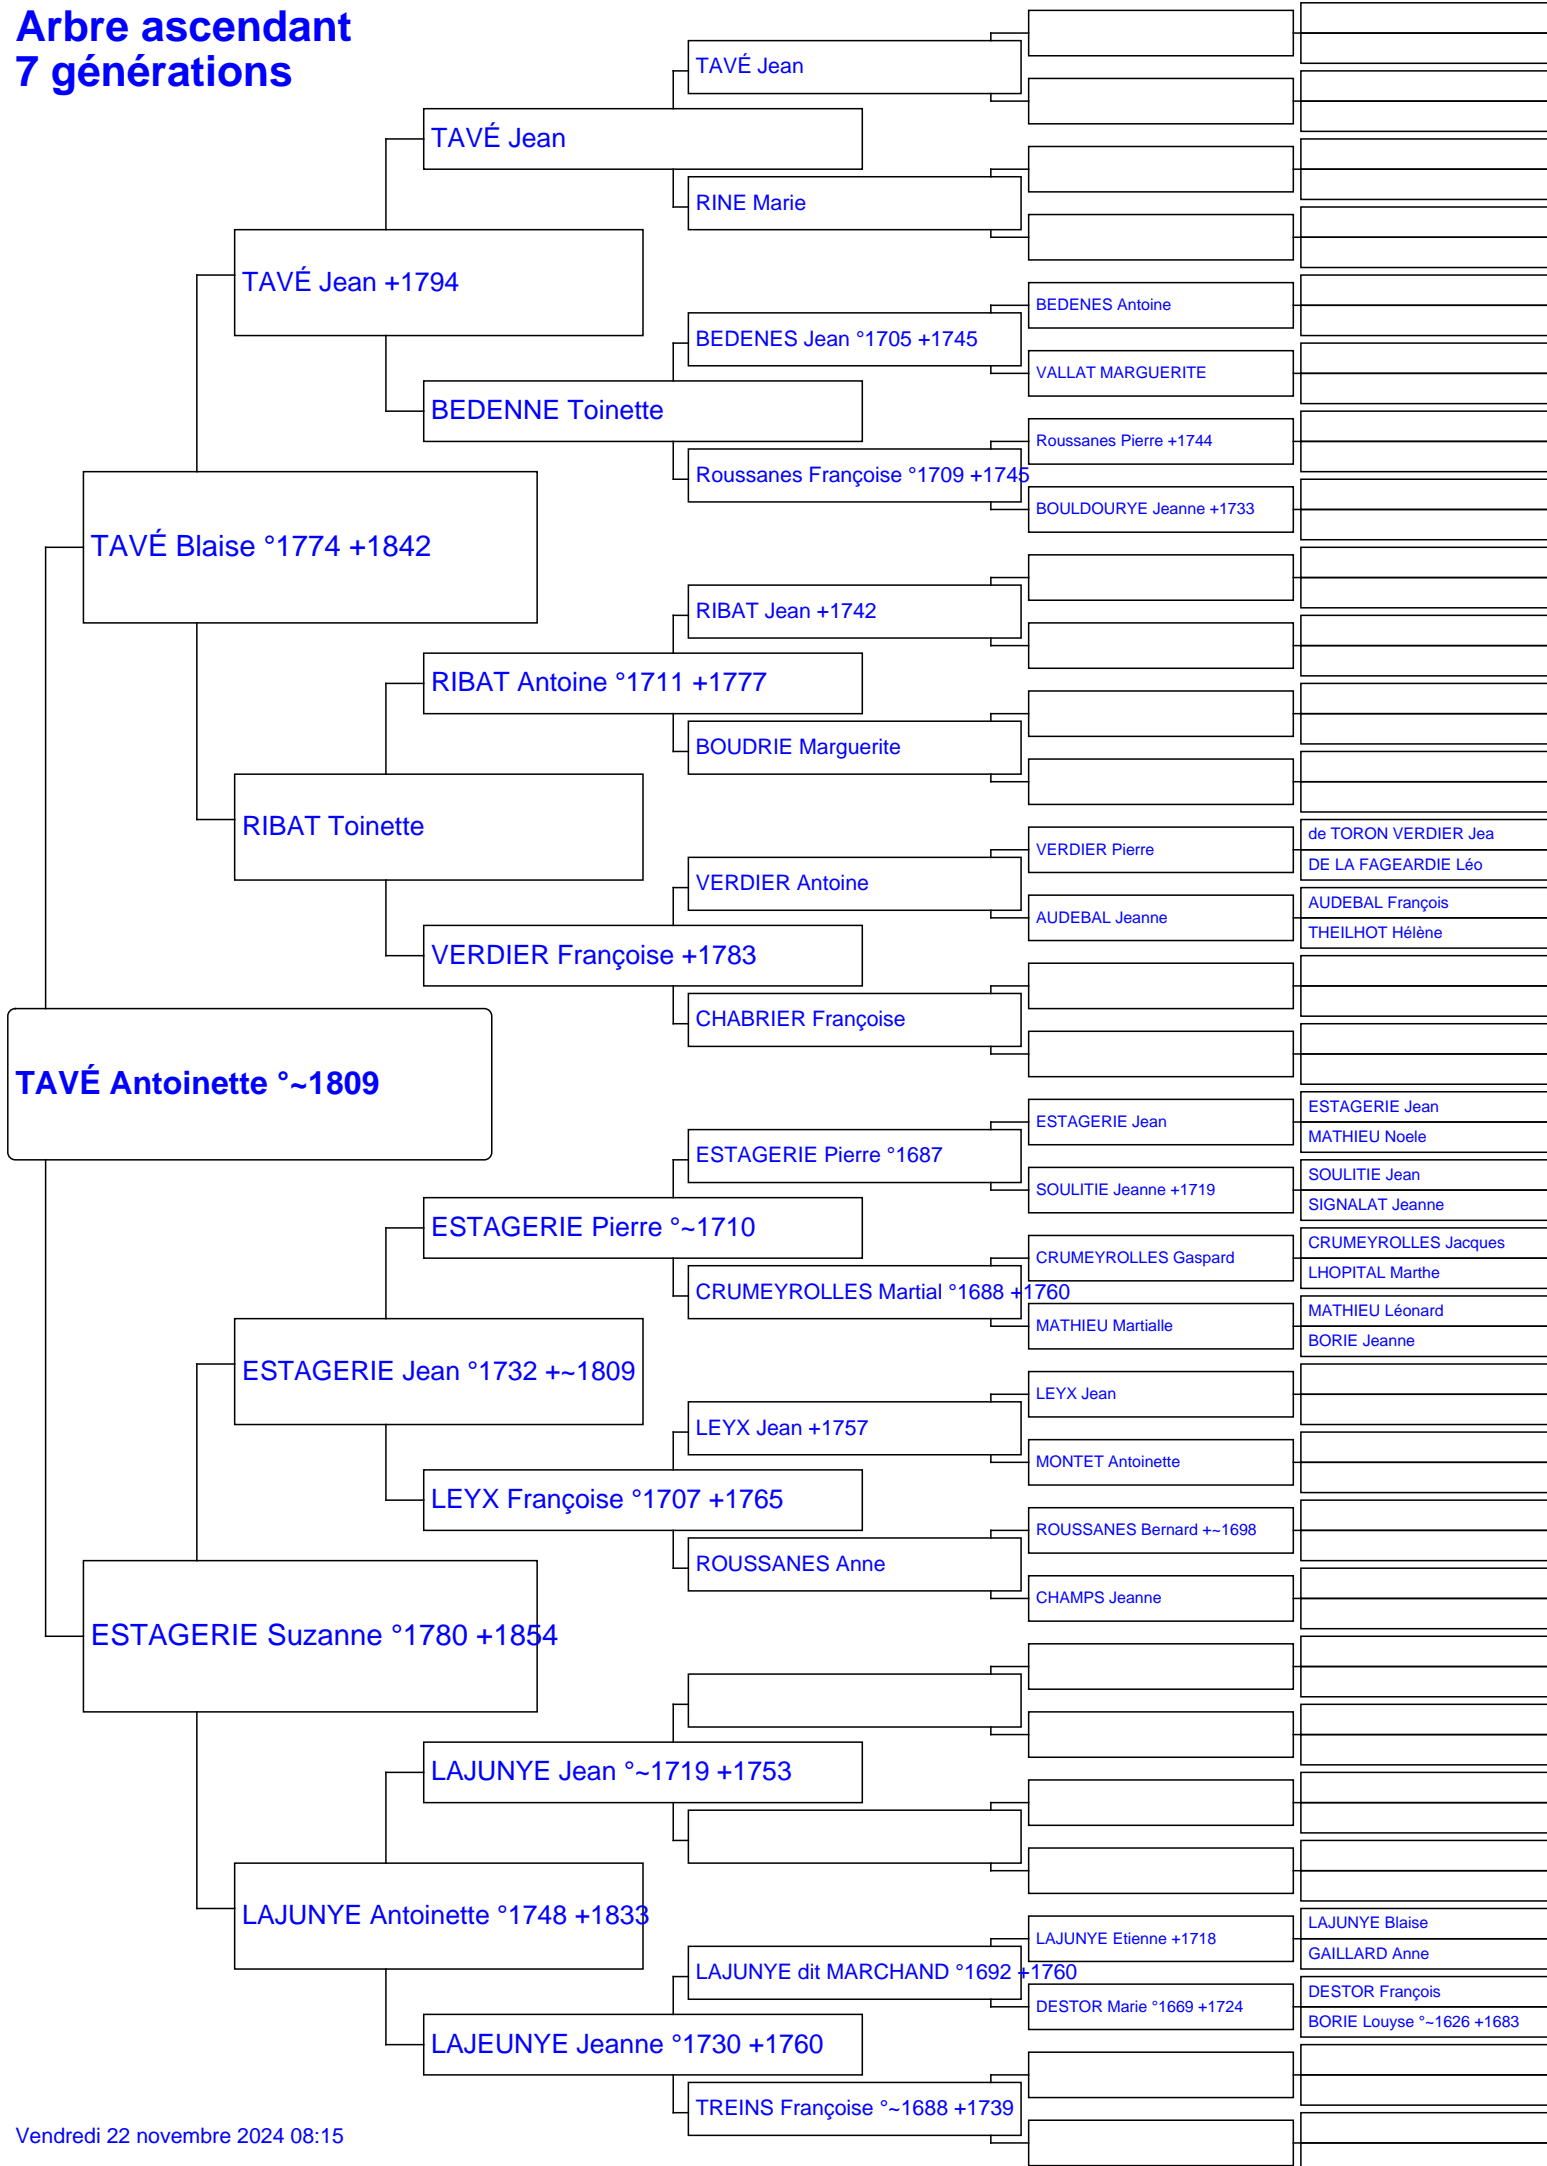 Arbre ascendant
7 générations
TAVÉ Jean
TAVÉ Jean
RINE Marie
TAVÉ Jean +1794
BEDENES Antoine
BEDENES Jean °1705 +1745
VALLAT MARGUERITE
BEDENNE Toinette
Roussanes Pierre +1744
Roussanes Françoise °1709 +1745
BOULDOURYE Jeanne +1733
TAVÉ Blaise °1774 +1842
RIBAT Jean +1742
RIBAT Antoine °1711 +1777
BOUDRIE Marguerite
RIBAT Toinette
de TORON VERDIER Jea
VERDIER Pierre
DE LA FAGEARDIE Léo
VERDIER Antoine
AUDEBAL François
AUDEBAL Jeanne
THEILHOT Hélène
VERDIER Françoise +1783
CHABRIER Françoise
TAVÉ Antoinette °~1809
ESTAGERIE Jean
ESTAGERIE Jean
MATHIEU Noele
ESTAGERIE Pierre °1687
SOULITIE Jean
SOULITIE Jeanne +1719
SIGNALAT Jeanne
ESTAGERIE Pierre °~1710
CRUMEYROLLES Jacques
CRUMEYROLLES Gaspard
LHOPITAL Marthe
CRUMEYROLLES Martial °1688 +1760
MATHIEU Léonard
MATHIEU Martialle
BORIE Jeanne
ESTAGERIE Jean °1732 +~1809
LEYX Jean
LEYX Jean +1757
MONTET Antoinette
LEYX Françoise °1707 +1765
ROUSSANES Bernard +~1698
ROUSSANES Anne
CHAMPS Jeanne
ESTAGERIE Suzanne °1780 +1854
LAJUNYE Jean °~1719 +1753
LAJUNYE Antoinette °1748 +1833
LAJUNYE Blaise
LAJUNYE Etienne +1718
GAILLARD Anne
LAJUNYE dit MARCHAND °1692 +1760
DESTOR François
DESTOR Marie °1669 +1724
BORIE Louyse °~1626 +1683
LAJEUNYE Jeanne °1730 +1760
TREINS Françoise °~1688 +1739
Vendredi 22 novembre 2024 08:15